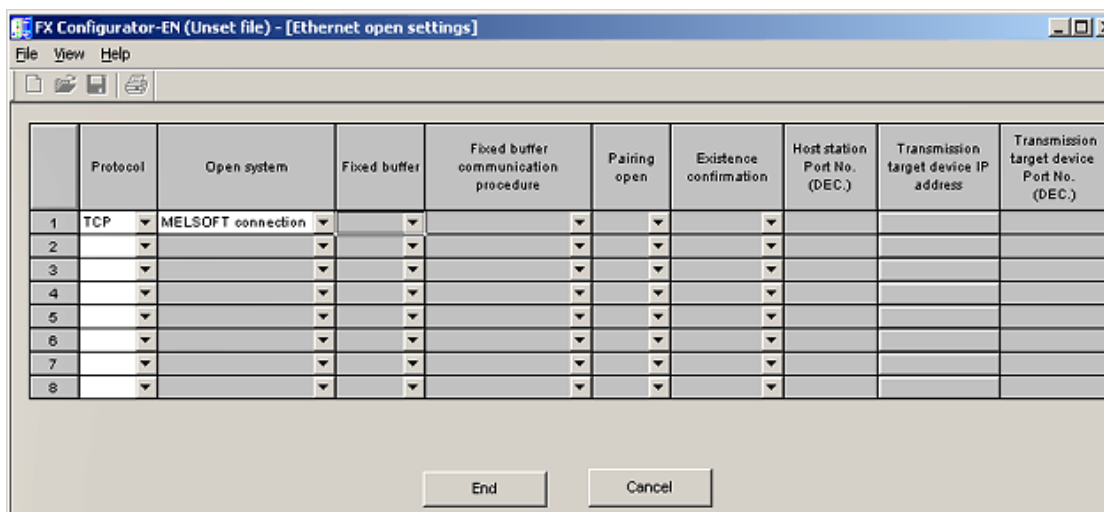 FX Configurator-EN (Unset file) - [Ethernet open settings]
File View Help
Protocol Open system Fixed buffer Fixed buffer communication procedure Pairing open Existence confirmation Host station Port No. (DEC.) Transmission target device IP address Transmission target device Port No. (DEC.)
1 TCP MELSOFT connection
2
3
4
5
6
7
8
End Cancel